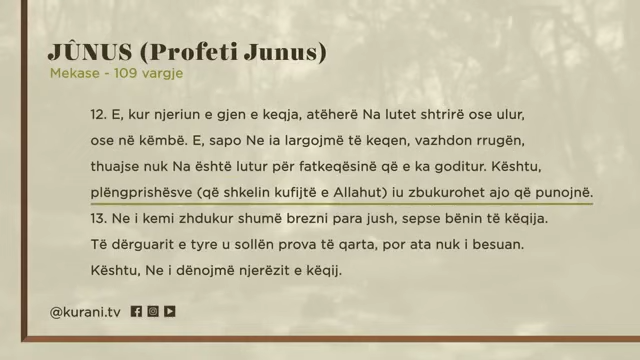 JÛNUS (Profeti Junus)
Mekase - 109 vargje
12. E, kur njeriun e gjen e keqja, atëherë Na lutet shtrirë ose ulur,
ose në këmbë. E, sapo Ne ia largojmë të keqen, vazhdon rrugën,
thuajse nuk Na është lutur për fatkeqësinë që e ka goditur. Kështu,
plëngprishësve (që shkelin kufijtë e Allahut) iu zbukurohet ajo që punojnë.
13. Ne i kemi zhdukur shumë brezni para jush, sepse bënin të këqija.
Të dërguarit e tyre u sollën prova të qarta, por ata nuk i besuan.
Kështu, Ne i dënojmë njerëzit e këqij.
@kurani.tv